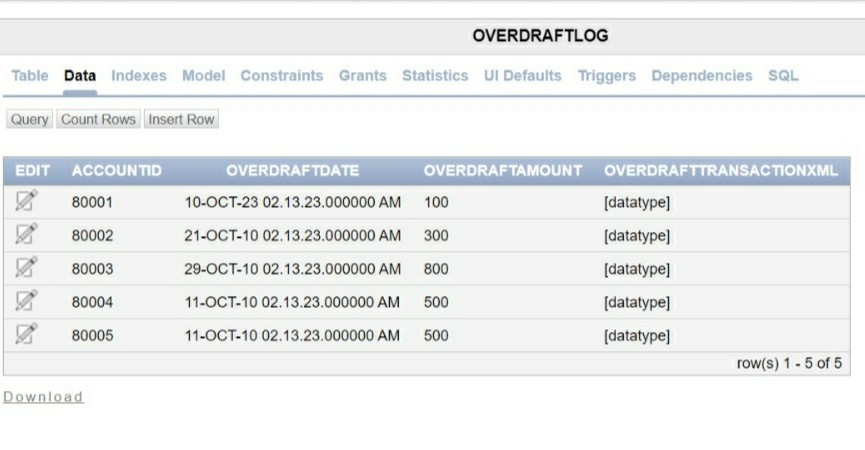 OVERDRAFTLOG
Table Data Indexes Model Constraints Grants Statistics UI Defaults Triggers Dependencies SQL
Query Count Rows Insert Row
EDIT ACCOUNTID OVERDRAFTDATE OVERDRAFTAMOUNT OVERDRAFTTRANSACTIONXML
80001 10-OCT-23 02.13.23.000000 AM 100 [datatype]
80002 21-OCT-10 02.13.23.000000 AM 300 [datatype]
80003 29-OCT-10 02.13.23.000000 AM 800 [datatype]
80004 11-OCT-10 02.13.23.000000 AM 500 [datatype]
80005 11-OCT-10 02.13.23.000000 AM 500 [datatype]
row(s) 1 - 5 of 5
Download